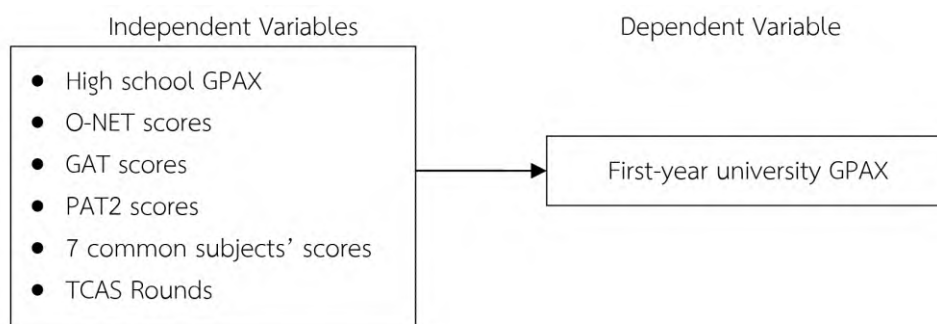 Independent Variables
Dependent Variable
● High school GPAX
● O-NET scores
● GAT scores
● PAT2 scores
● 7 common subjects’ scores
● TCAS Rounds
First-year university GPAX